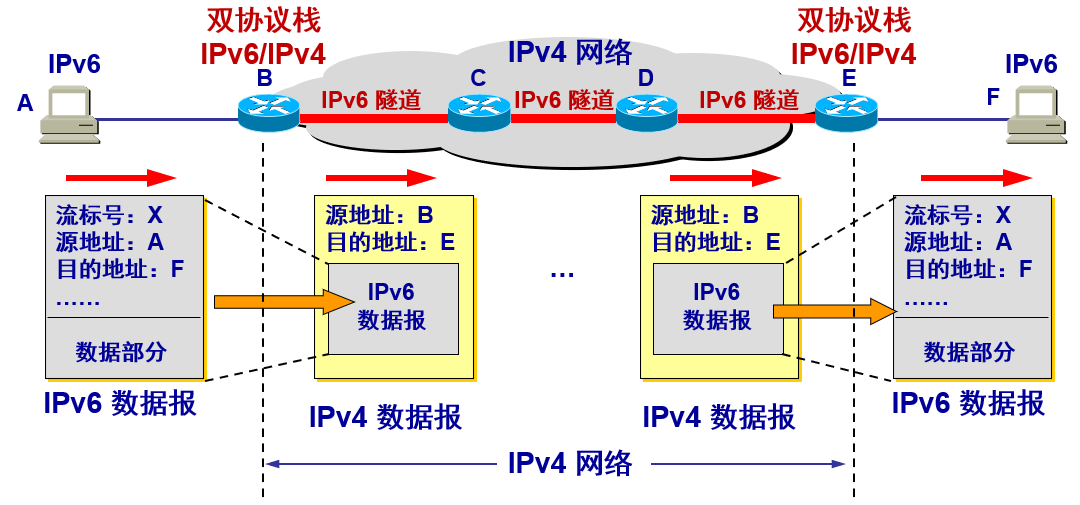 双协议栈
IPv6/IPv4
双协议栈
IPv6/IPv4
IPv4 网络
IPv6
IPv6
B
C
D
E
A
F
IPv6 隧道
IPv6 隧道
IPv6 隧道
流标号：X
源地址：A
目的地址：F
……
数据部分
IPv6 数据报
源地址：B
目的地址：E
IPv6
数据报
IPv4 数据报
…
源地址：B
目的地址：E
IPv6
数据报
IPv4 数据报
流标号：X
源地址：A
目的地址：F
……
数据部分
IPv6 数据报
IPv4 网络